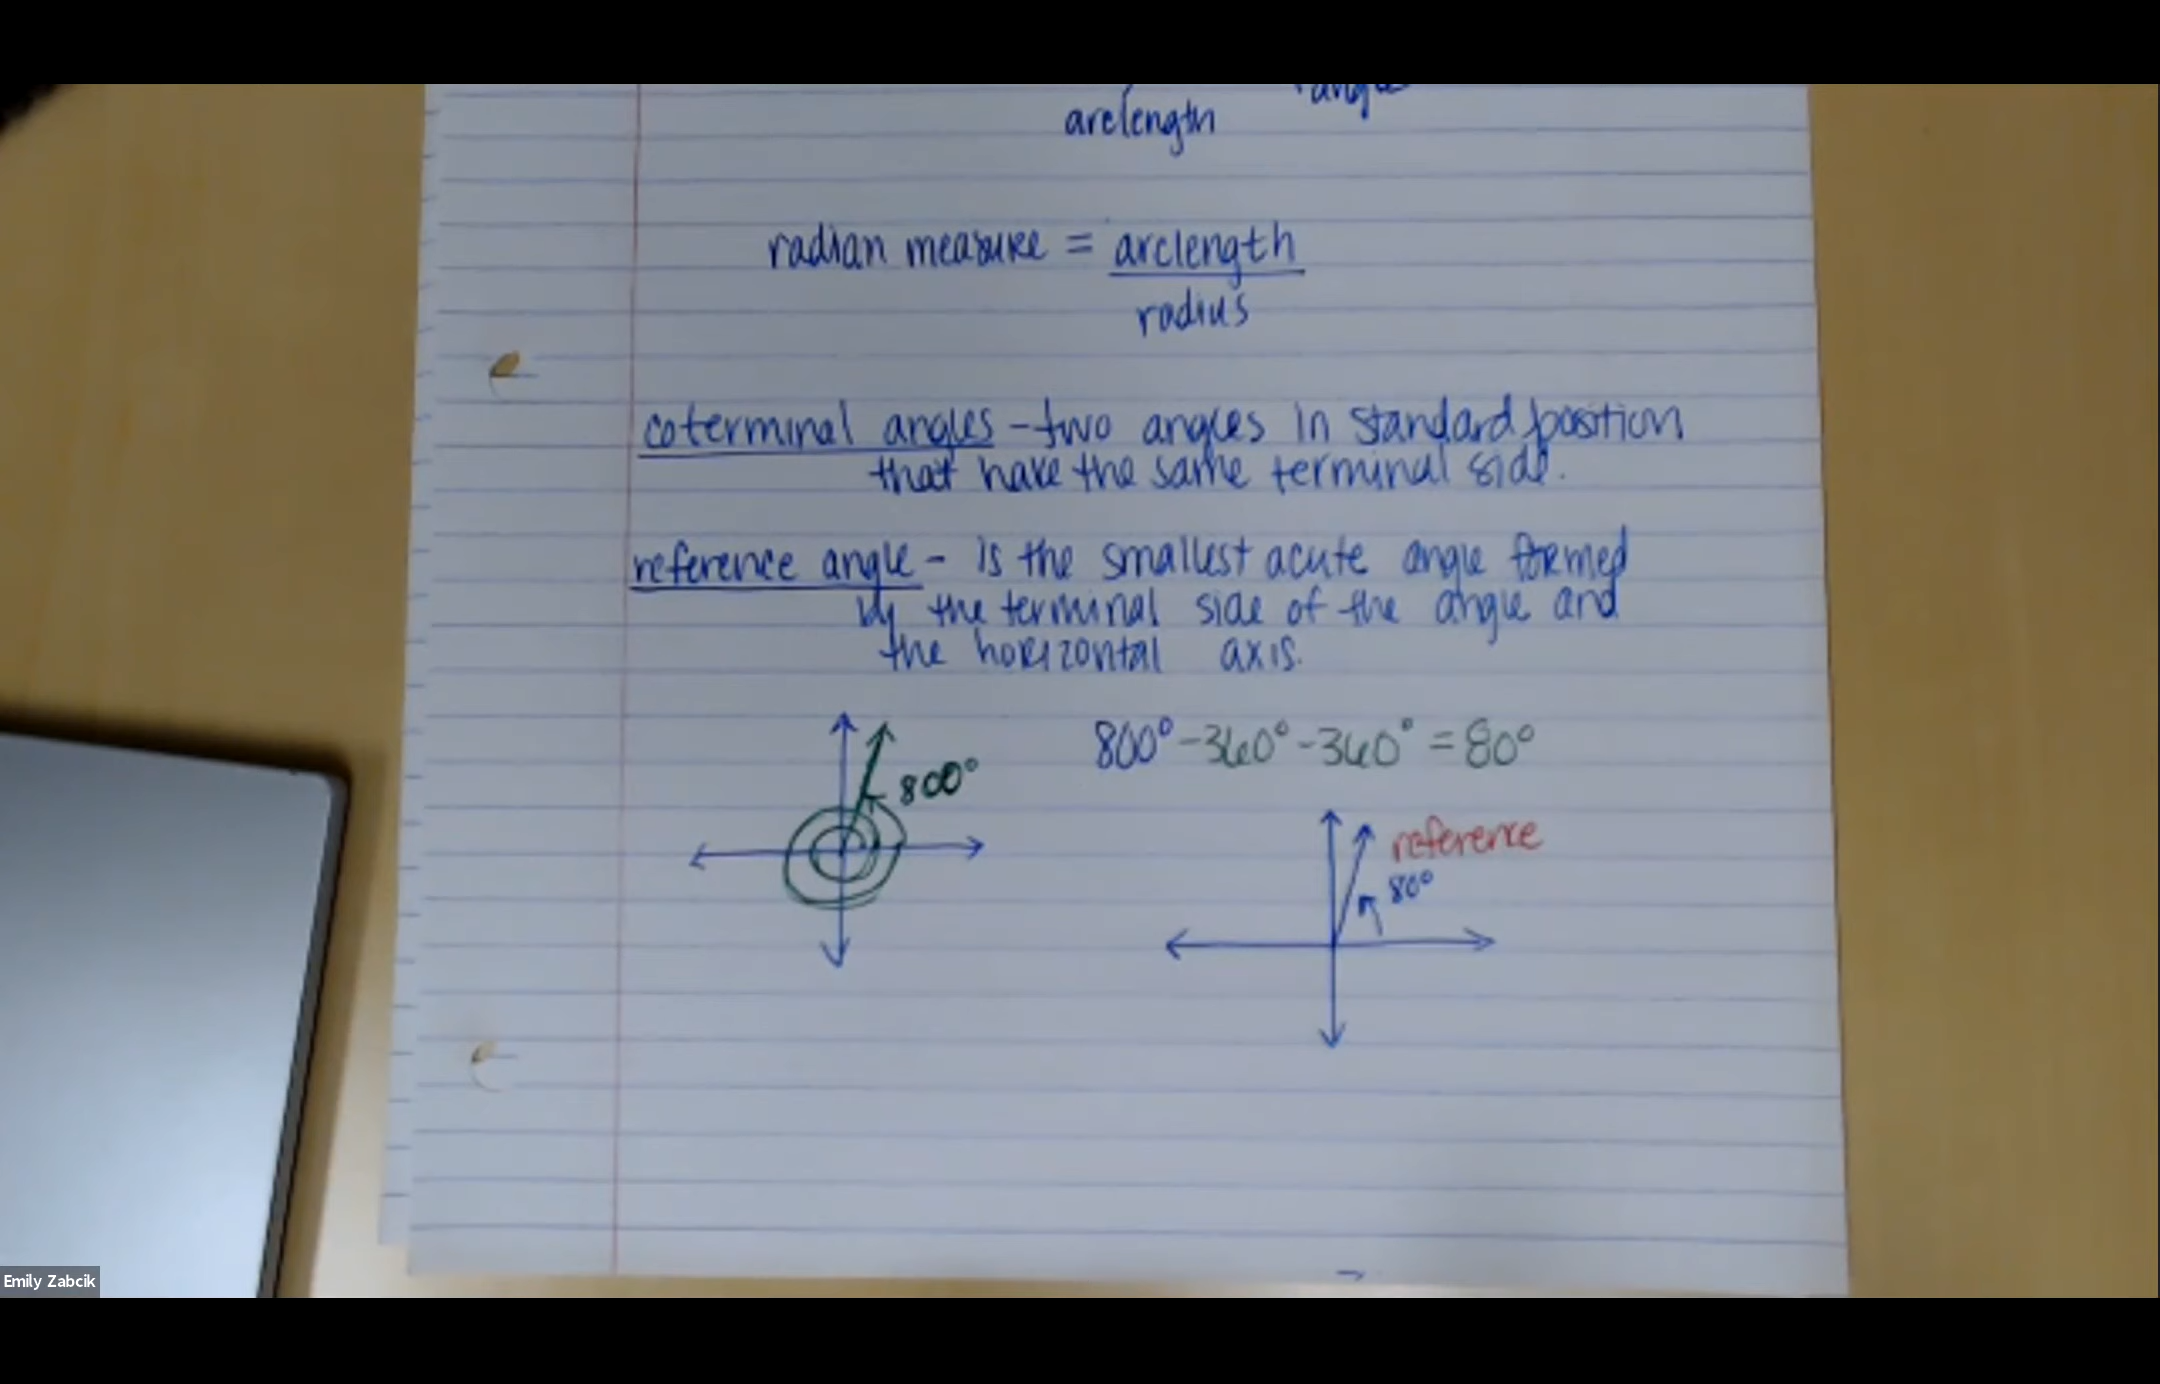 angle
arclength
radian measure = arclength
radius
coterminal angles - two angles in standard position
that have the same terminal side.
reference angle - is the smallest acute angle formed
by the terminal side of the angle and
the horizontal axis.
800° - 360° - 360° = 80°
800°
reference
80°
Emily Zabcik